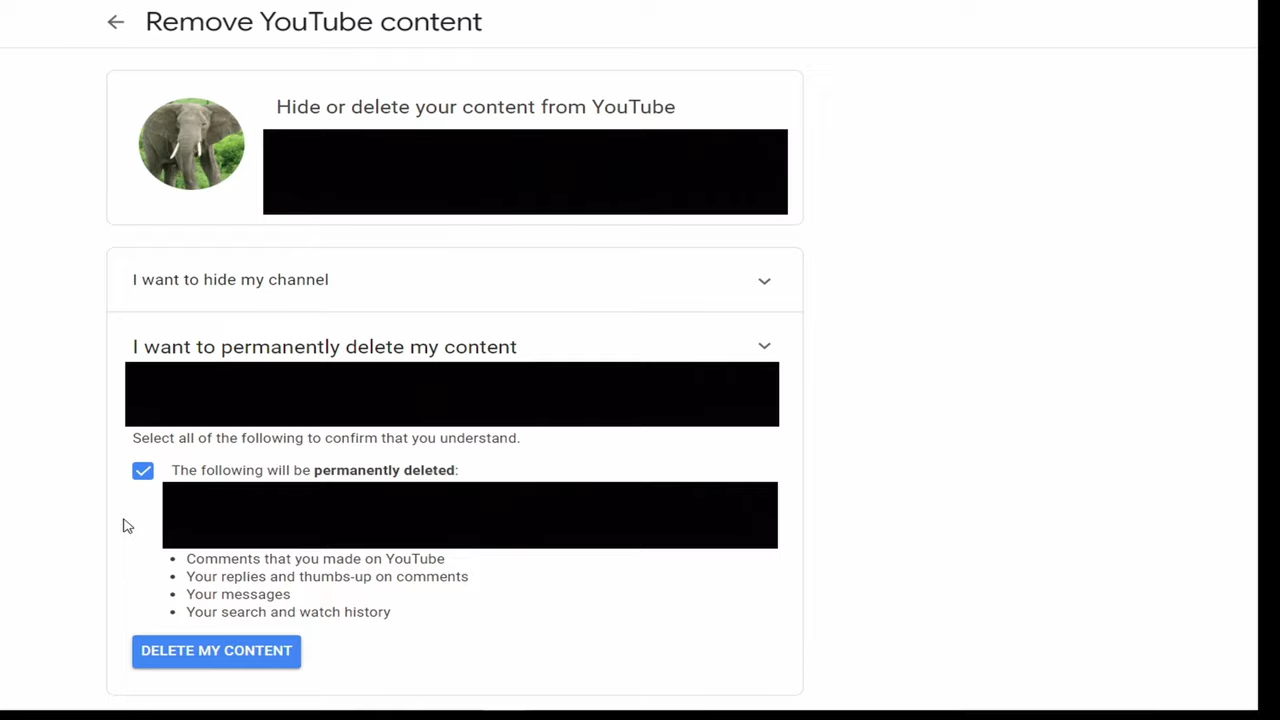 Remove YouTube content
Hide or delete your content from YouTube
I want to hide my channel
I want to permanently delete my content
Select all of the following to confirm that you understand.
The following will be permanently deleted:
Comments that you made on YouTube
Your replies and thumbs-up on comments
Your messages
Your search and watch history
DELETE MY CONTENT